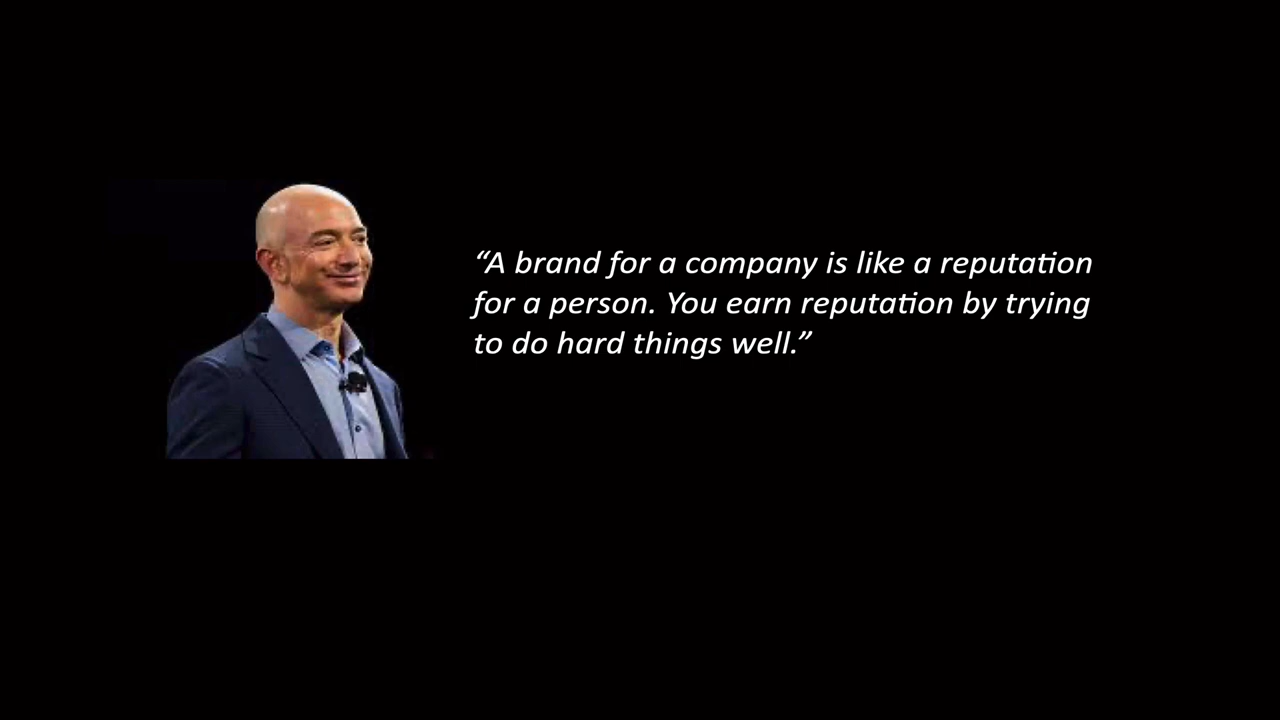 “A brand for a company is like a reputation
for a person. You earn reputation by trying
to do hard things well.”